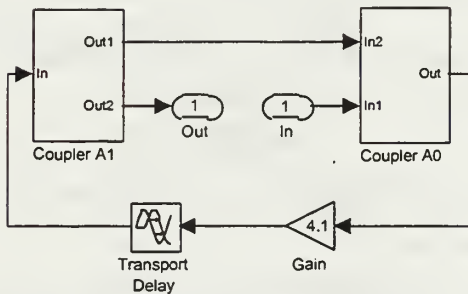 Out1
In2
In
Out
Out2
1
1
In1
Out
In
Coupler A1
Coupler A0
4.1
Transport
Delay
Gain